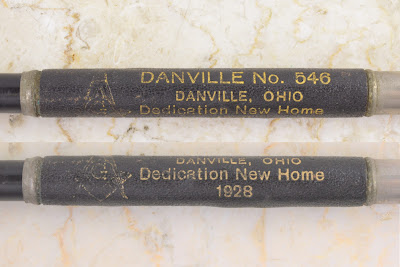 DANVILLE No. 546
DANVILLE, OHIO
Dedication New Home
DANVILLE, OHIO
Dedication New Home
1928